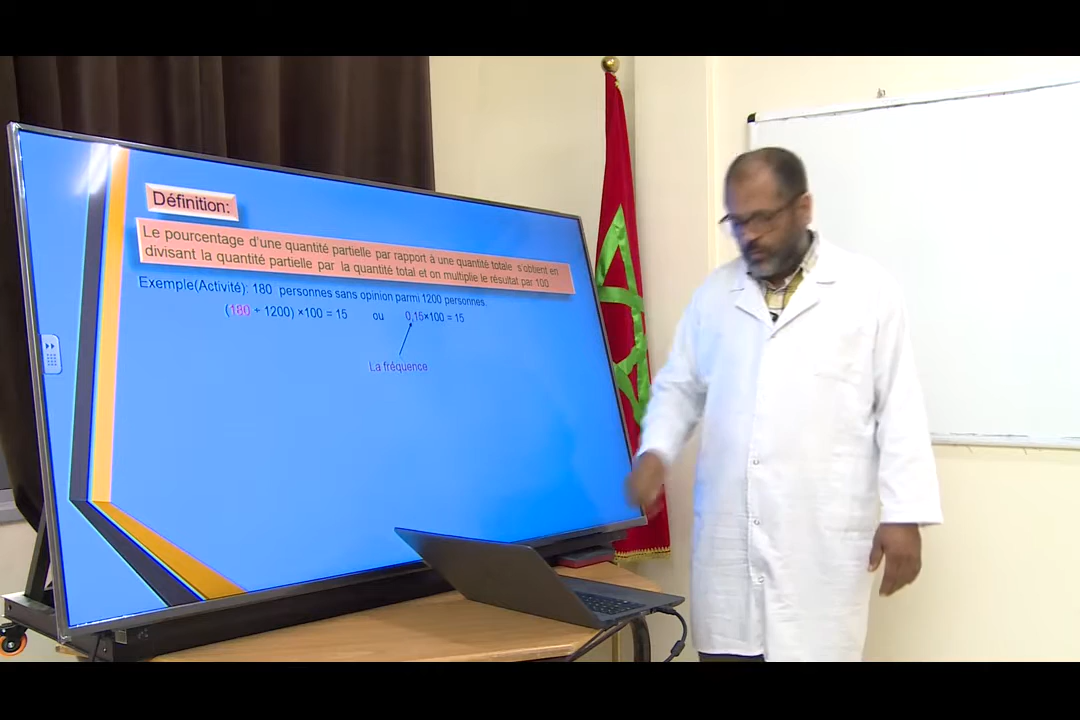 Définition:
Le pourcentage d'une quantité partielle par rapport à une quantité totale s'obtient en
divisant la quantité partielle par la quantité total et on multiplie le résultat par 100
Exemple(Activité): 180 personnes sans opinion parmi 1200 personnes.
(180 ÷ 1200) ×100 = 15 ou 0,15×100 = 15
La fréquence